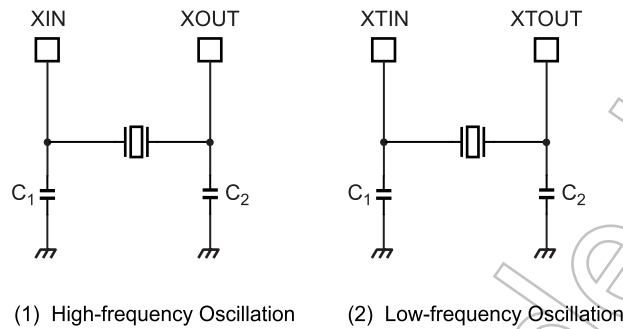 XIN XOUT XTIN XTOUT
C1 C2 C1 C2
(1) High-frequency Oscillation (2) Low-frequency Oscillation